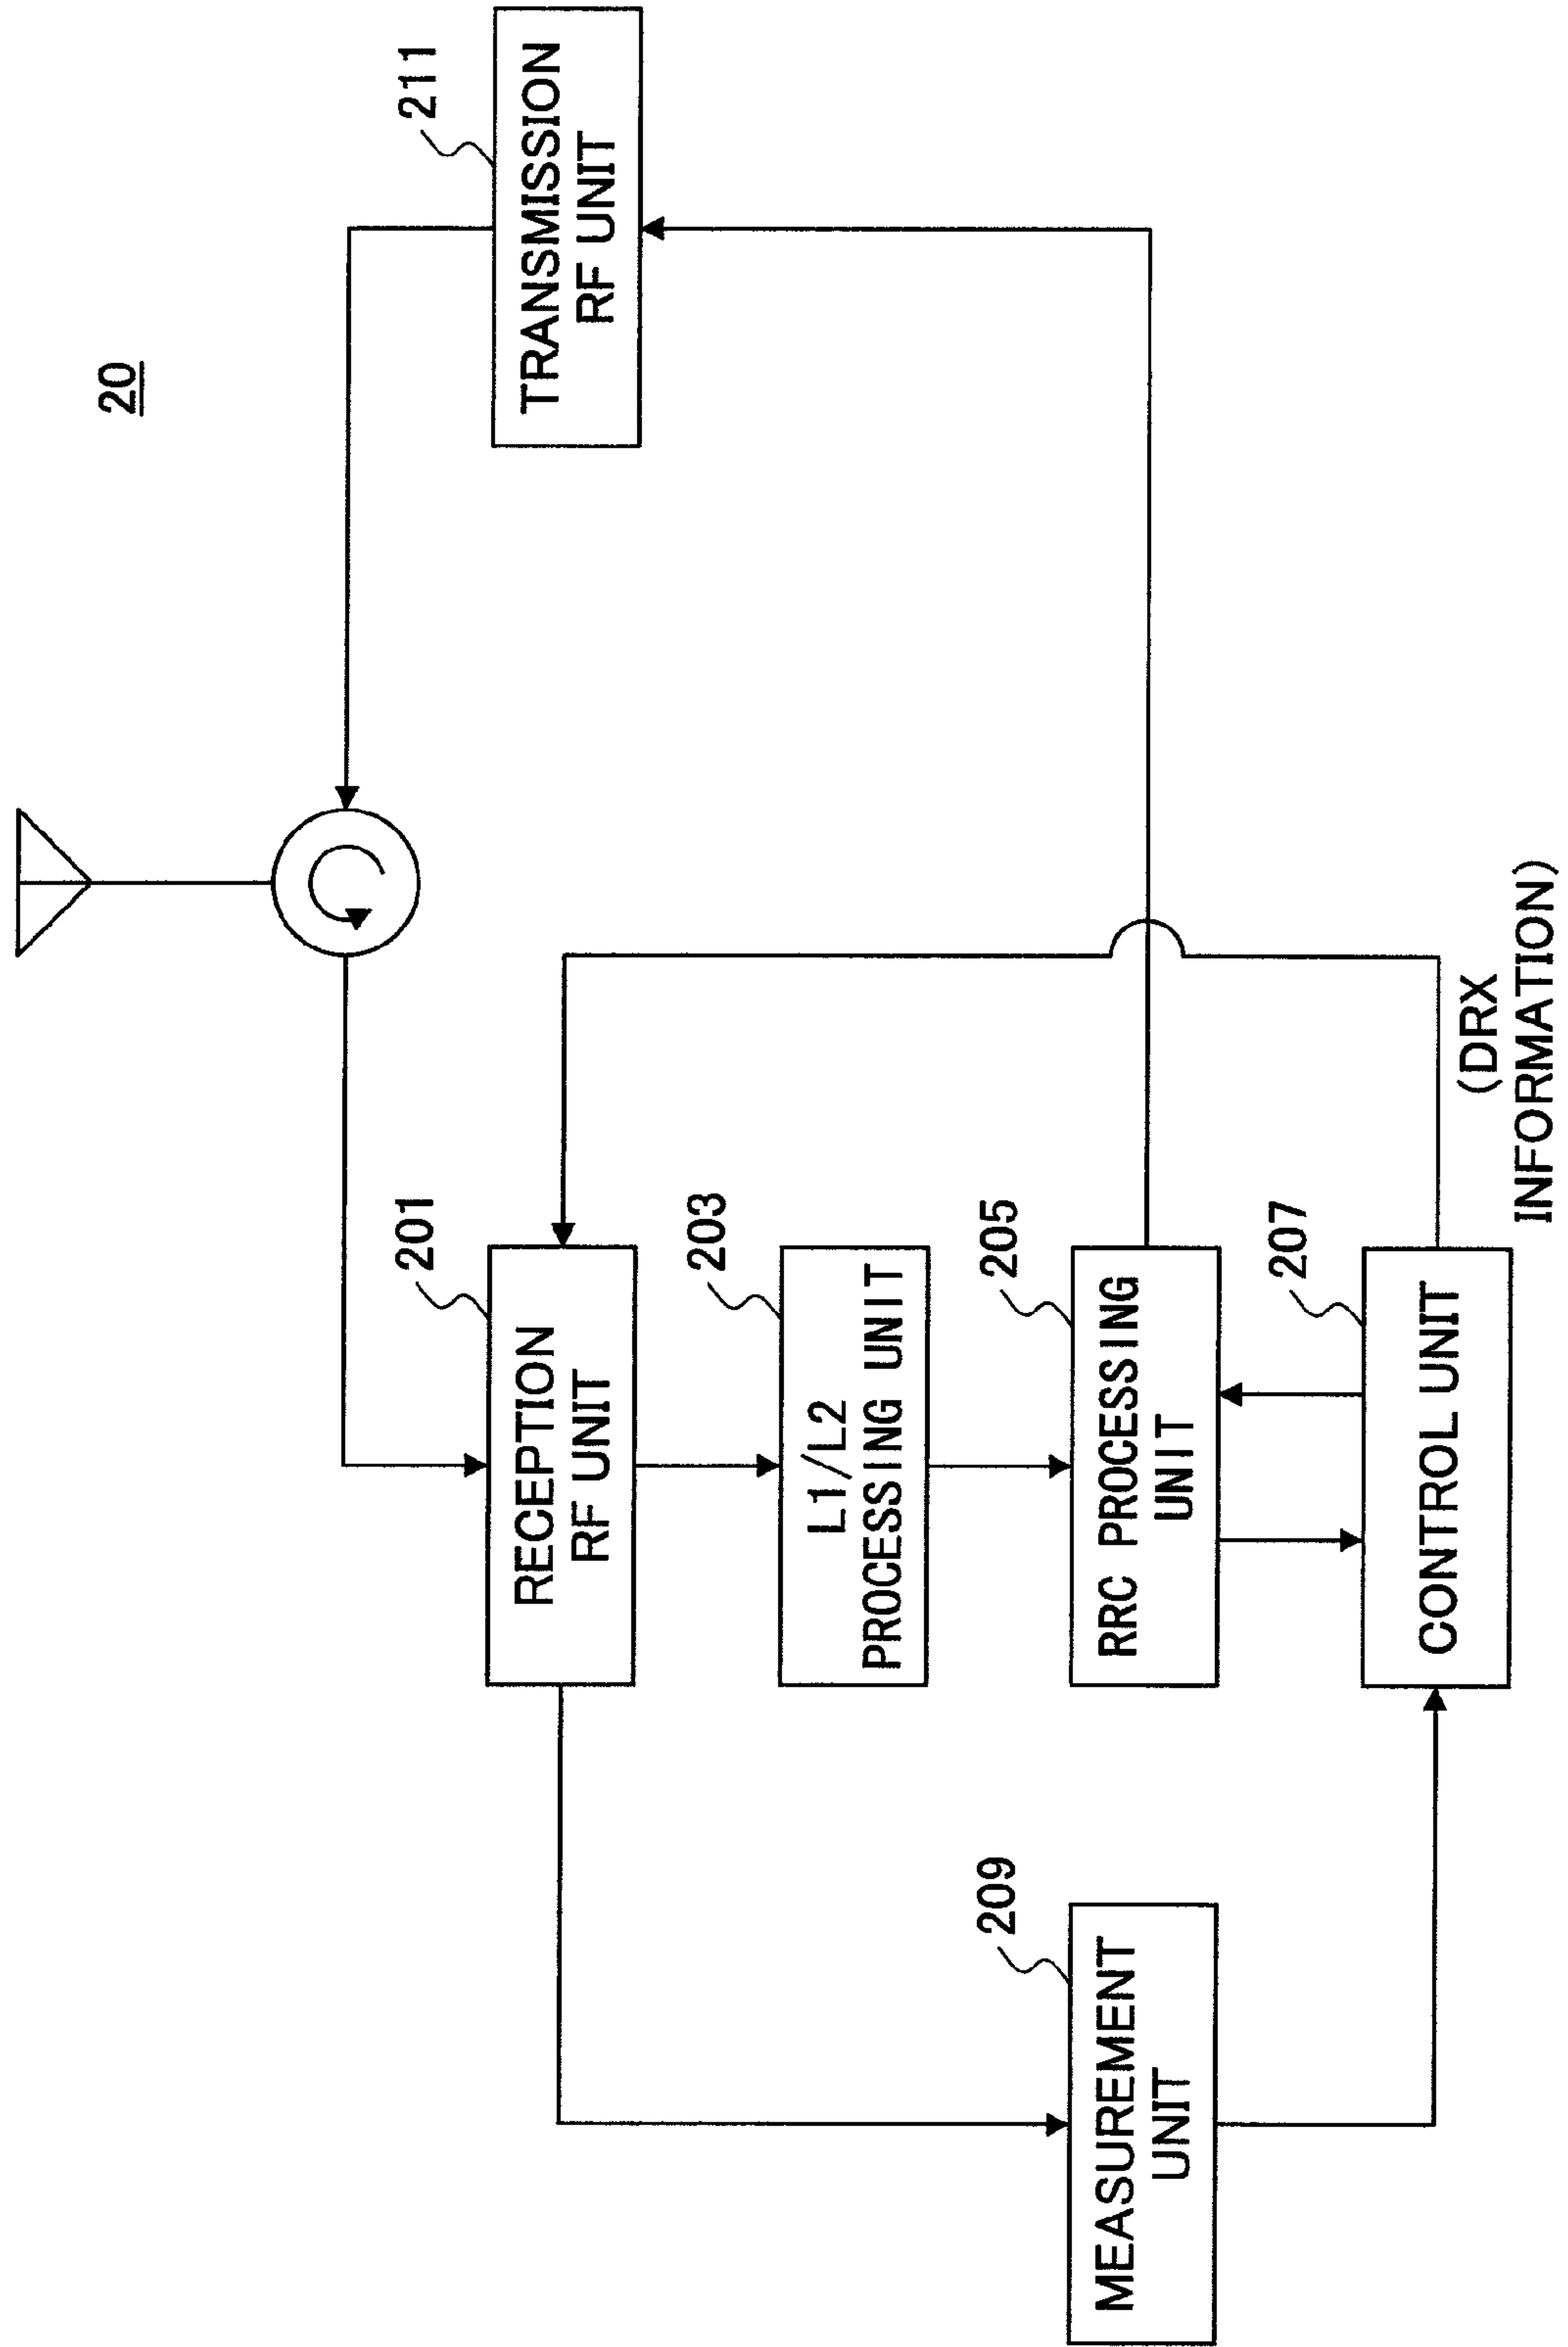 20
211
TRANSMISSION
RF UNIT
201
RECEPTION
RF UNIT
203
L1/L2
PROCESSING UNIT
205
RRC PROCESSING
UNIT
207
CONTROL UNIT
(DRX
INFORMATION)
209
MEASUREMENT
UNIT